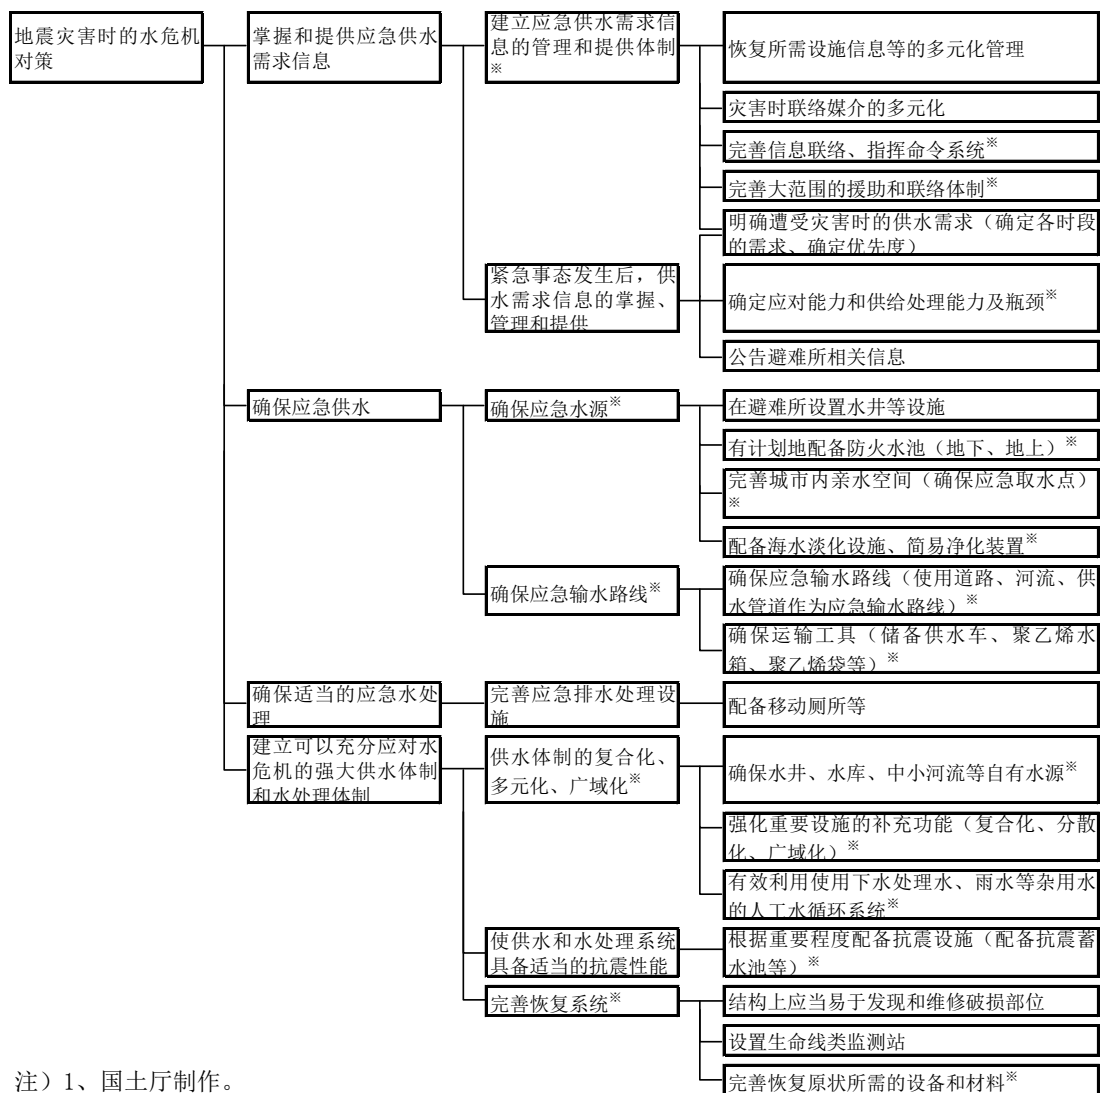 地震灾害时的水危机
对策
掌握和提供应急供水
需求信息
建立应急供水需求信
息的管理和提供体制
※
恢复所需设施信息等的多元化管理
灾害时联络媒介的多元化
完善信息联络、指挥命令系统※
完善大范围的援助和联络体制※
明确遭受灾害时的供水需求（确定各时段
的需求、确定优先度）
紧急事态发生后，供
水需求信息的掌握、
管理和提供
确定应对能力和供给处理能力及瓶颈※
公告避难所相关信息
确保应急供水
确保应急水源※
在避难所设置水井等设施
有计划地配备防火水池（地下、地上）※
完善城市内亲水空间（确保应急取水点）
※
配备海水淡化设施、简易净化装置※
确保应急输水路线※
确保应急输水路线（使用道路、河流、供
水管道作为应急输水路线）※
确保运输工具（储备供水车、聚乙烯水
箱、聚乙烯袋等）※
确保适当的应急水处
理
完善应急排水处理设
施
配备移动厕所等
建立可以充分应对水
危机的强大供水体制
和水处理体制
供水体制的复合化、
多元化、广域化※
确保水井、水库、中小河流等自有水源※
强化重要设施的补充功能（复合化、分散
化、广域化）※
有效利用使用下水处理水、雨水等杂用水
的人工水循环系统※
使供水和水处理系统
具备适当的抗震性能
根据重要程度配备抗震设施（配备抗震蓄
水池等）※
完善恢复系统※
结构上应当易于发现和维修破损部位
设置生命线类监测站
完善恢复原状所需的设备和材料※
注）1、国土厅制作。